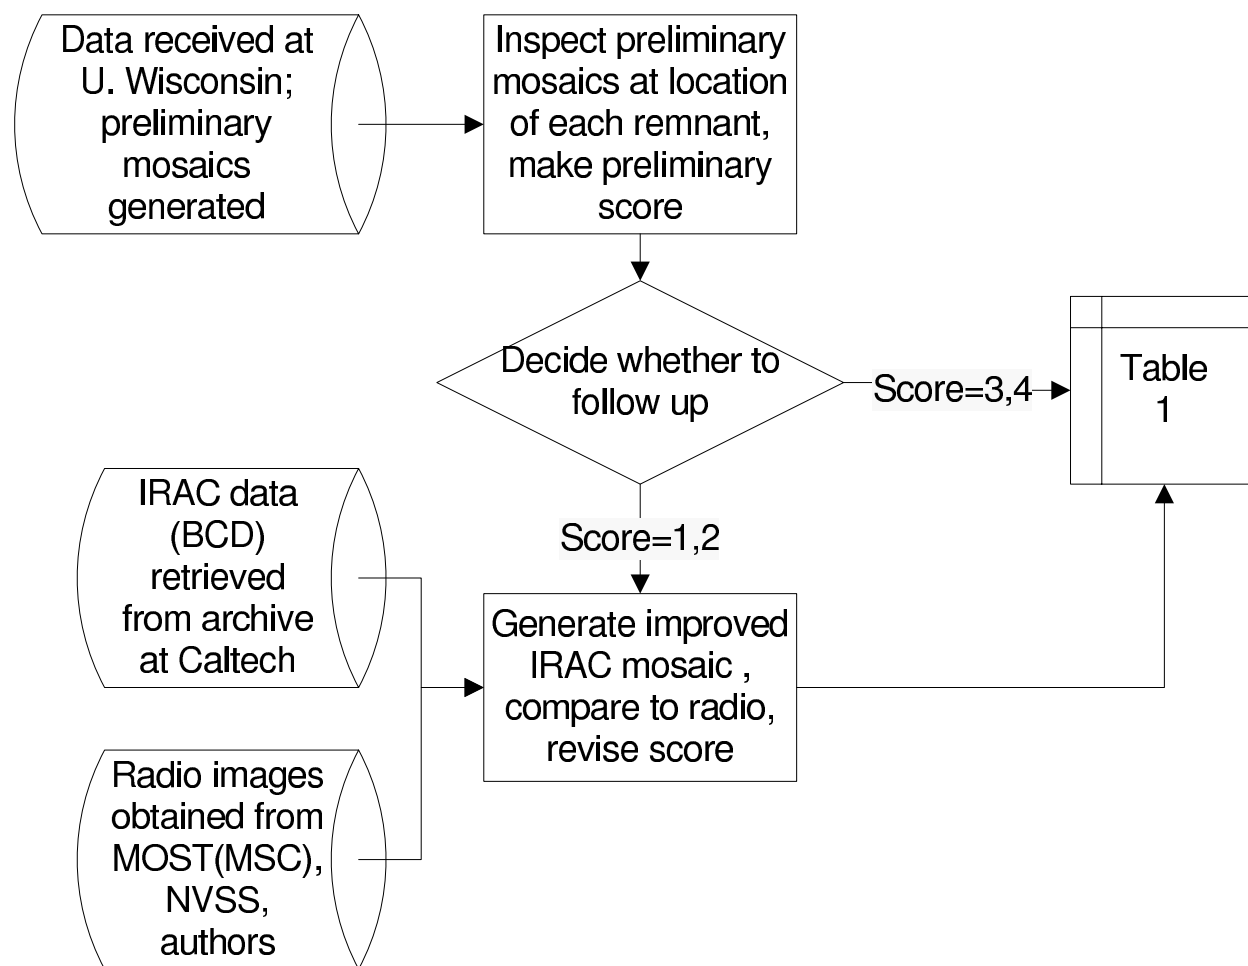 Data received at
U. Wisconsin;
preliminary
mosaics
generated
Inspect preliminary
mosaics at location
of each remnant,
make preliminary
score
Decide whether to
follow up
Score=3,4
Table
1
Score=1,2
IRAC data
(BCD)
retrieved
from archive
at Caltech
Generate improved
IRAC mosaic ,
compare to radio,
revise score
Radio images
obtained from
MOST(MSC),
NVSS,
authors